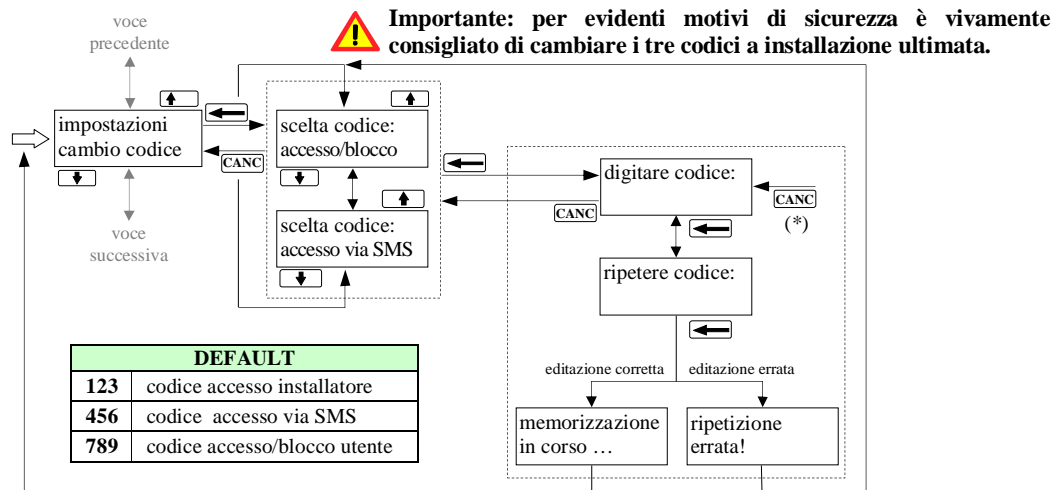 Importante: per evidenti motivi di sicurezza è vivamente
consigliato di cambiare i tre codici a installazione ultimata.
voce
precedente
impostazioni
cambio codice
CANC
voce
successiva
scelta codice:
accesso/blocco
scelta codice:
accesso via SMS
CANC
digitare codice:
CANC
(*)
ripetere codice:
editazione corretta
editazione errata
memorizzazione
in corso …
ripetizione
errata!
DEFAULT
123 codice accesso installatore
456 codice accesso via SMS
789 codice accesso/blocco utente